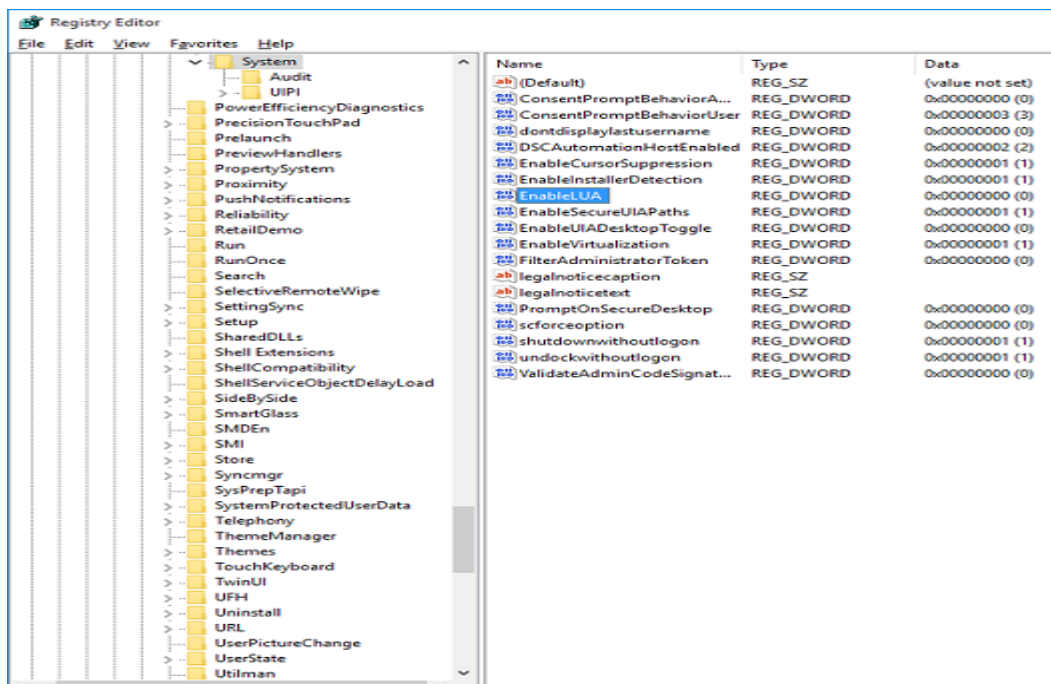 Registry Editor
File Edit View Favorites Help
System
Audit
UIPI
PowerEfficiencyDiagnostics
PrecisionTouchPad
Prelaunch
PreviewHandlers
PropertySystem
Proximity
PushNotifications
Reliability
RetailDemo
Run
RunOnce
Search
SelectiveRemoteWipe
SettingSync
Setup
SharedDLLs
Shell Extensions
ShellCompatibility
ShellServiceObjectDelayLoad
SideBySide
SmartGlass
SMDEn
SMI
Store
Syncmgr
SysPrepTapi
SystemProtectedUserData
Telephony
ThemeManager
Themes
TouchKeyboard
TwinUI
UFH
Uninstall
URL
UserPictureChange
UserState
Utilman
Name Type Data
(Default) REG_SZ (value not set)
ConsentPromptBehaviorA... REG_DWORD 0x00000000 (0)
ConsentPromptBehaviorUser REG_DWORD 0x00000003 (3)
dontdisplaylastusername REG_DWORD 0x00000000 (0)
DSCAutomationHostEnabled REG_DWORD 0x00000002 (2)
EnableCursorSuppression REG_DWORD 0x00000001 (1)
EnableInstallerDetection REG_DWORD 0x00000001 (1)
EnableLUA REG_DWORD 0x00000000 (0)
EnableSecureUIAPaths REG_DWORD 0x00000001 (1)
EnableUIADesktopToggle REG_DWORD 0x00000000 (0)
EnableVirtualization REG_DWORD 0x00000001 (1)
FilterAdministratorToken REG_DWORD 0x00000000 (0)
legalnoticecaption REG_SZ
legalnoticetext REG_SZ
PromptOnSecureDesktop REG_DWORD 0x00000000 (0)
scforceoption REG_DWORD 0x00000000 (0)
shutdownwithoutlogon REG_DWORD 0x00000001 (1)
undockwithoutlogon REG_DWORD 0x00000001 (1)
ValidateAdminCodeSignat... REG_DWORD 0x00000000 (0)